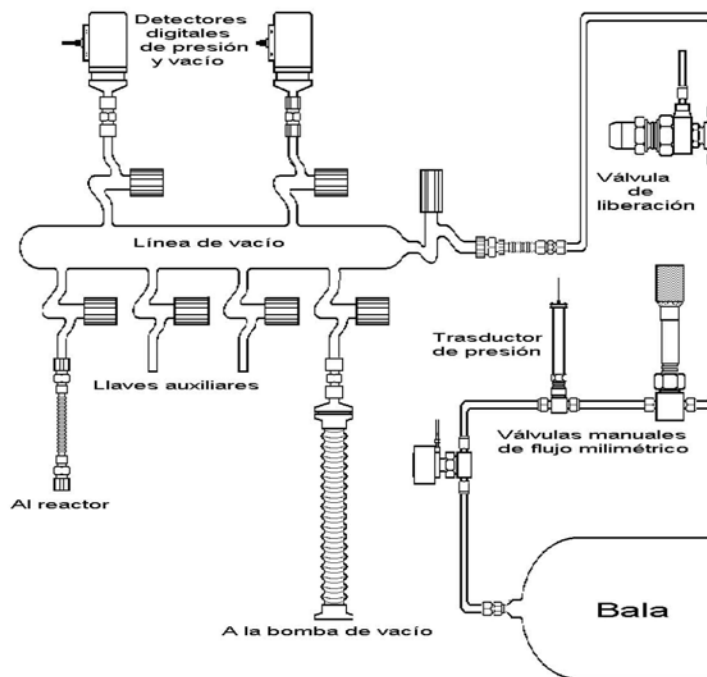 Detectores
digitales
de presión
y vacío
Válvula
de
liberación
Línea de vacío
Trasductor
de presión
Llaves auxiliares
Válvulas manuales
de flujo milimétrico
Al reactor
Bala
A la bomba de vacío